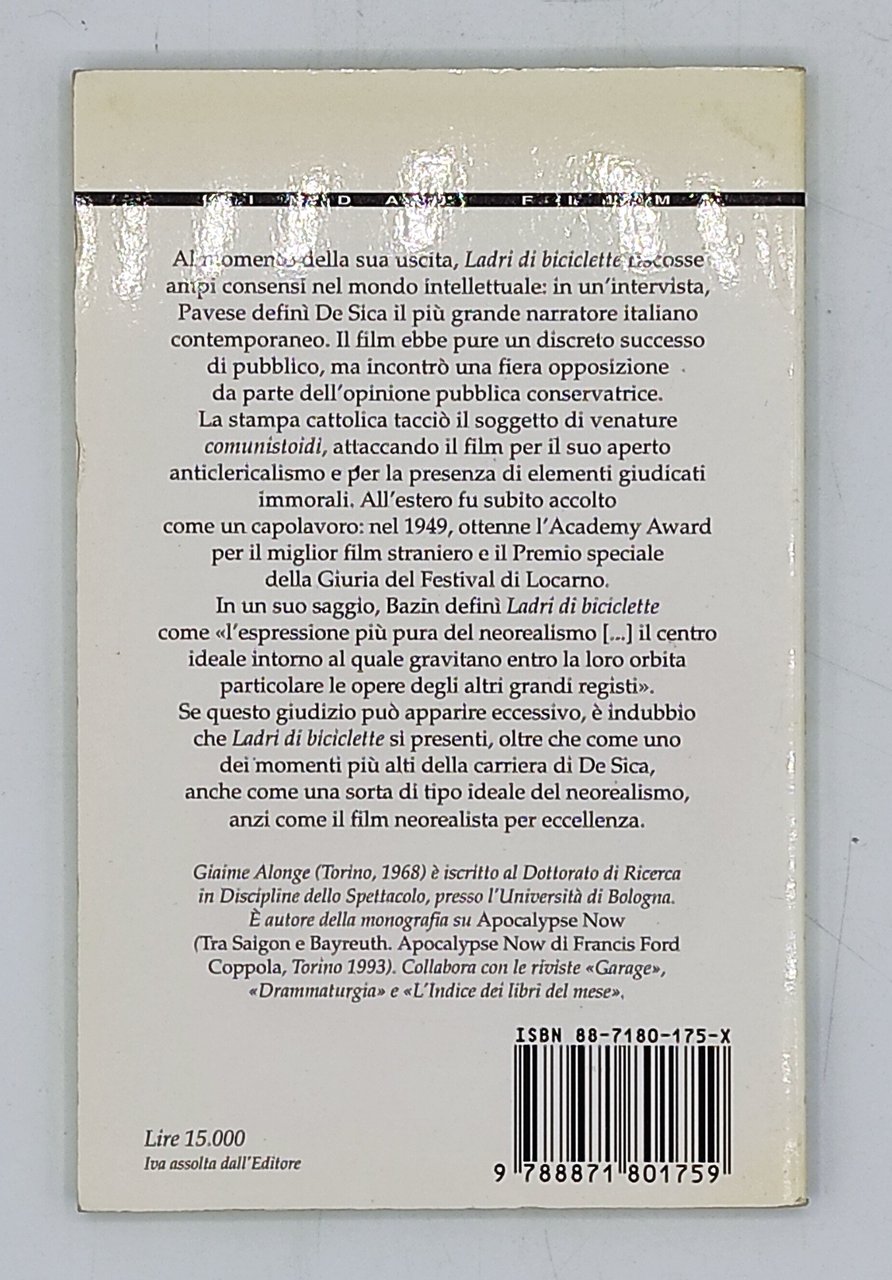 FILM
Al momento della sua uscita, Ladri di biciclette riscosse
ampi consensi nel mondo intellettuale: in un'intervista,
Pavese definì De Sica il più grande narratore italiano
contemporaneo. Il film ebbe pure un discreto successo
di pubblico, ma incontrò una fiera opposizione
da parte dell'opinione pubblica conservatrice.
La stampa cattolica tacciò il soggetto di venature
comunistoidi, attaccando il film per il suo aperto
anticlericalismo e per la presenza di elementi giudicati
immorali. All'estero fu subito accolto
come un capolavoro: nel 1949, ottenne l'Academy Award
per il miglior film straniero e il Premio speciale
della Giuria del Festival di Locarno.
In un suo saggio, Bazin definì Ladri di biciclette
come «l'espressione più pura del neorealismo [...] il centro
ideale intorno al quale gravitano entro la loro orbita
particolare le opere degli altri grandi registi».
Se questo giudizio può apparire eccessivo, è indubbio
che Ladri di biciclette si presenti, oltre che come uno
dei momenti più alti della carriera di De Sica,
anche come una sorta di tipo ideale del neorealismo,
anzi come il film neorealista per eccellenza.
Giaime Alonge (Torino, 1968) è iscritto al Dottorato di Ricerca
in Discipline dello Spettacolo, presso l'Università di Bologna.
È autore della monografia su Apocalypse Now
(Tra Saigon e Bayreuth. Apocalypse Now di Francis Ford
Coppola, Torino 1993). Collabora con le riviste «Garage»,
«Drammaturgia» e «L'Indice dei libri del mese».
ISBN 88-7180-175-X
Lire 15.000
Iva assolta dall'Editore
9 788871 801759